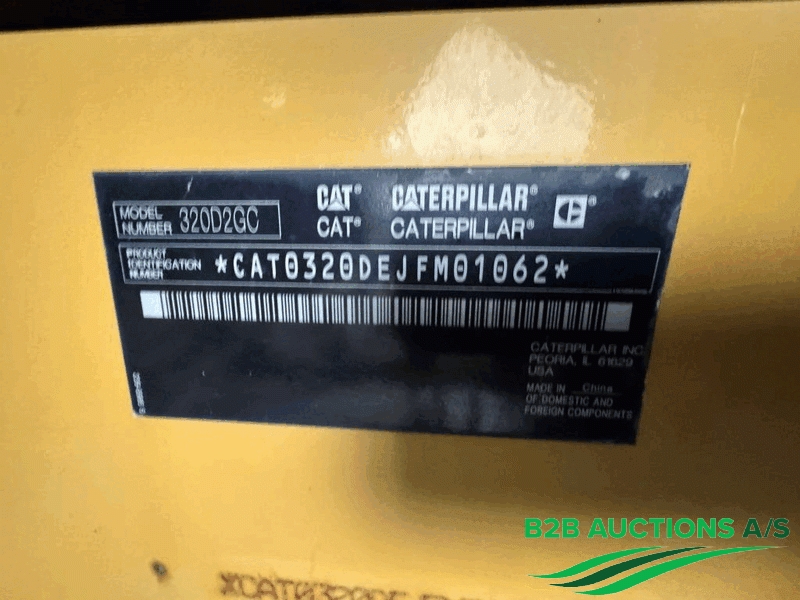 MODEL NUMBER 320D2GC
CAT® CATERPILLAR® C®
CAT® CATERPILLAR®
PRODUCT IDENTIFICATION NUMBER *CAT0320DEJFM01062*
CATERPILLAR INC.
PEORIA, IL 61629
USA
MADE IN China
OF DOMESTIC AND
FOREIGN COMPONENTS
B2B AUCTIONS A/S